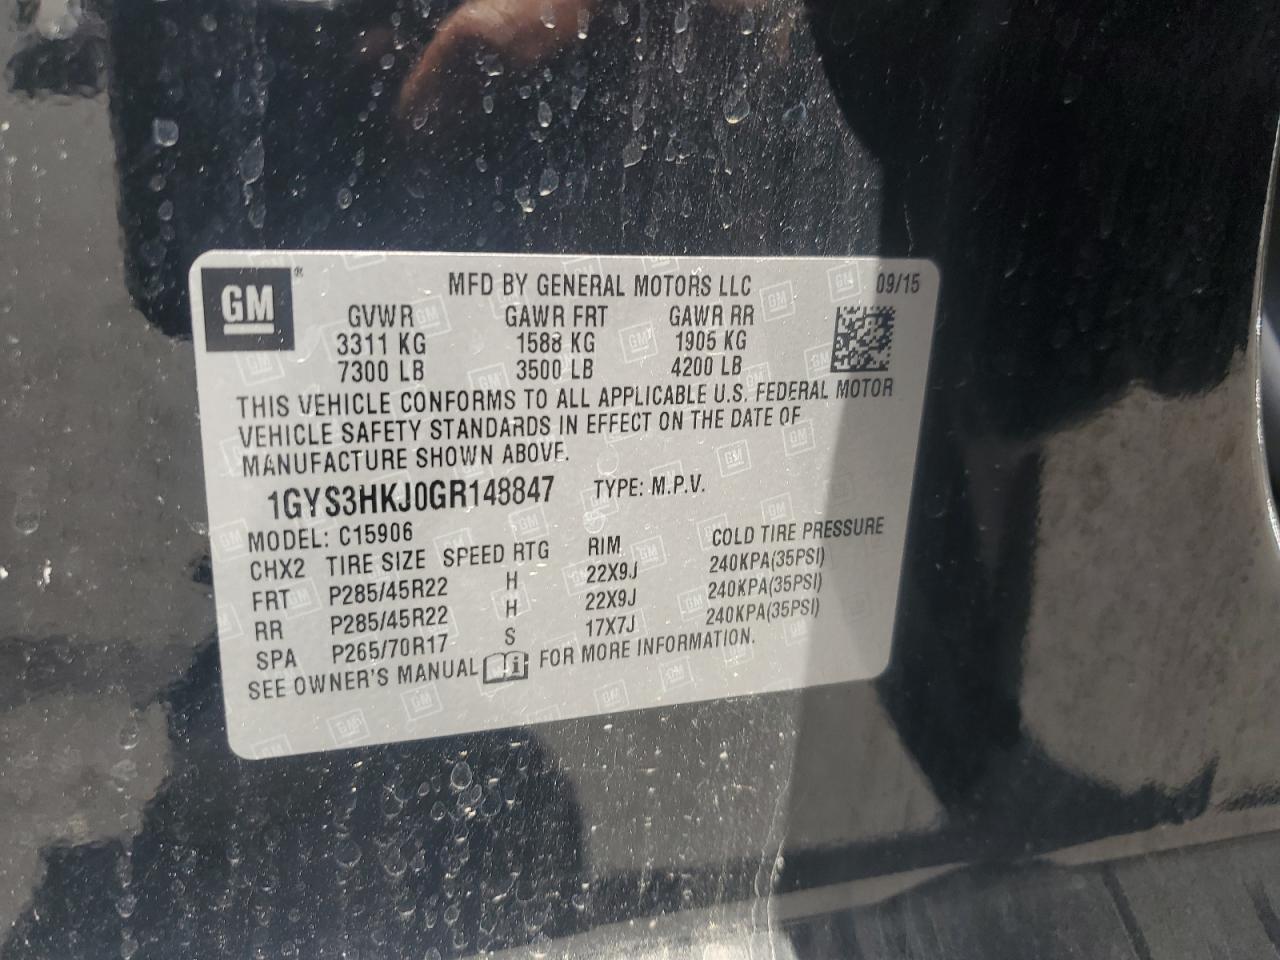 GM ®
MFD BY GENERAL MOTORS LLC 09/15
GVWR GAWR FRT GAWR RR
3311 KG 1588 KG 1905 KG
7300 LB 3500 LB 4200 LB
THIS VEHICLE CONFORMS TO ALL APPLICABLE U.S. FEDERAL MOTOR
VEHICLE SAFETY STANDARDS IN EFFECT ON THE DATE OF
MANUFACTURE SHOWN ABOVE.
1GYS3HKJ0GR148847 TYPE: M.P.V.
MODEL: C15906
CHX2 TIRE SIZE SPEED RTG RIM COLD TIRE PRESSURE
FRT P285/45R22 H 22X9J 240KPA(35PSI)
RR P285/45R22 H 22X9J 240KPA(35PSI)
SPA P265/70R17 S 17X7J 240KPA(35PSI)
SEE OWNER'S MANUAL i FOR MORE INFORMATION.